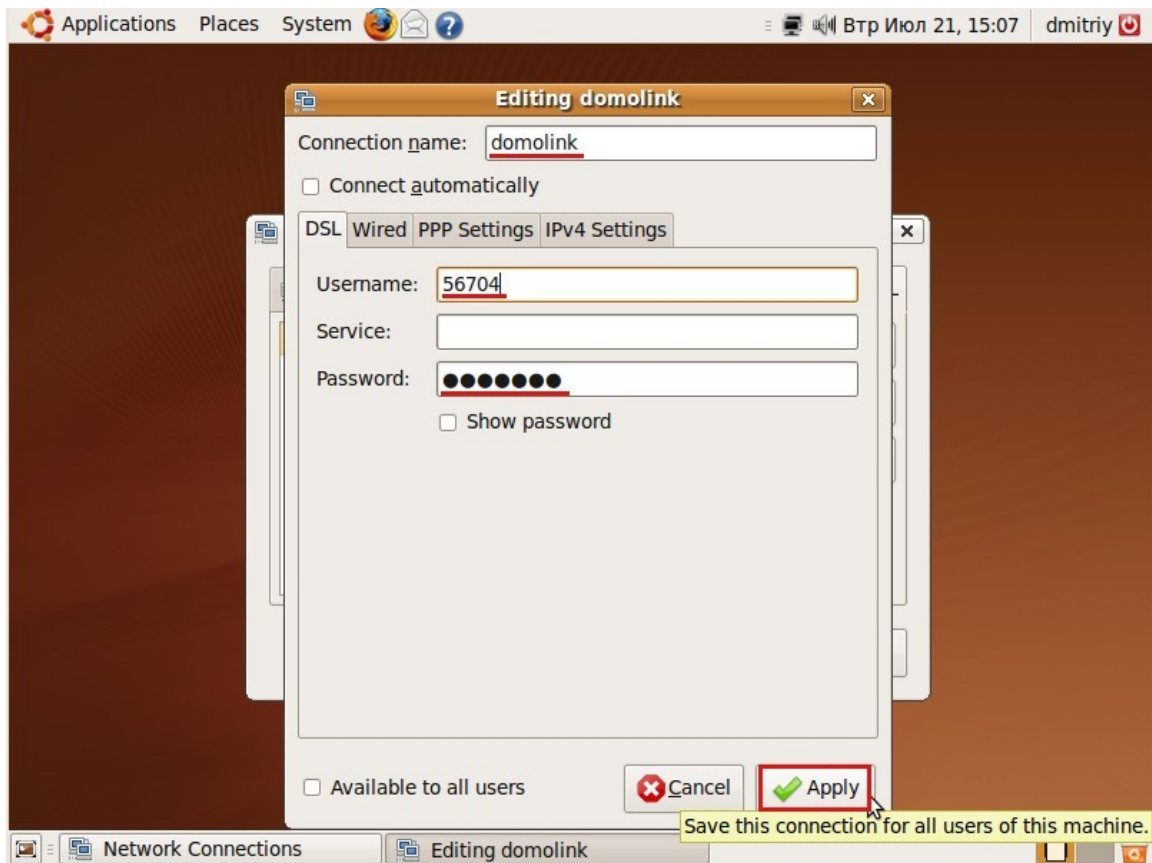 Applications Places System Втр Июл 21, 15:07 dmitriy
Editing domolink
Connection name: domolink
Connect automatically
DSL Wired PPP Settings IPv4 Settings
Username: 56704
Service:
Password: ●●●●●●●
Show password
Available to all users Cancel Apply
Save this connection for all users of this machine.
Network Connections Editing domolink